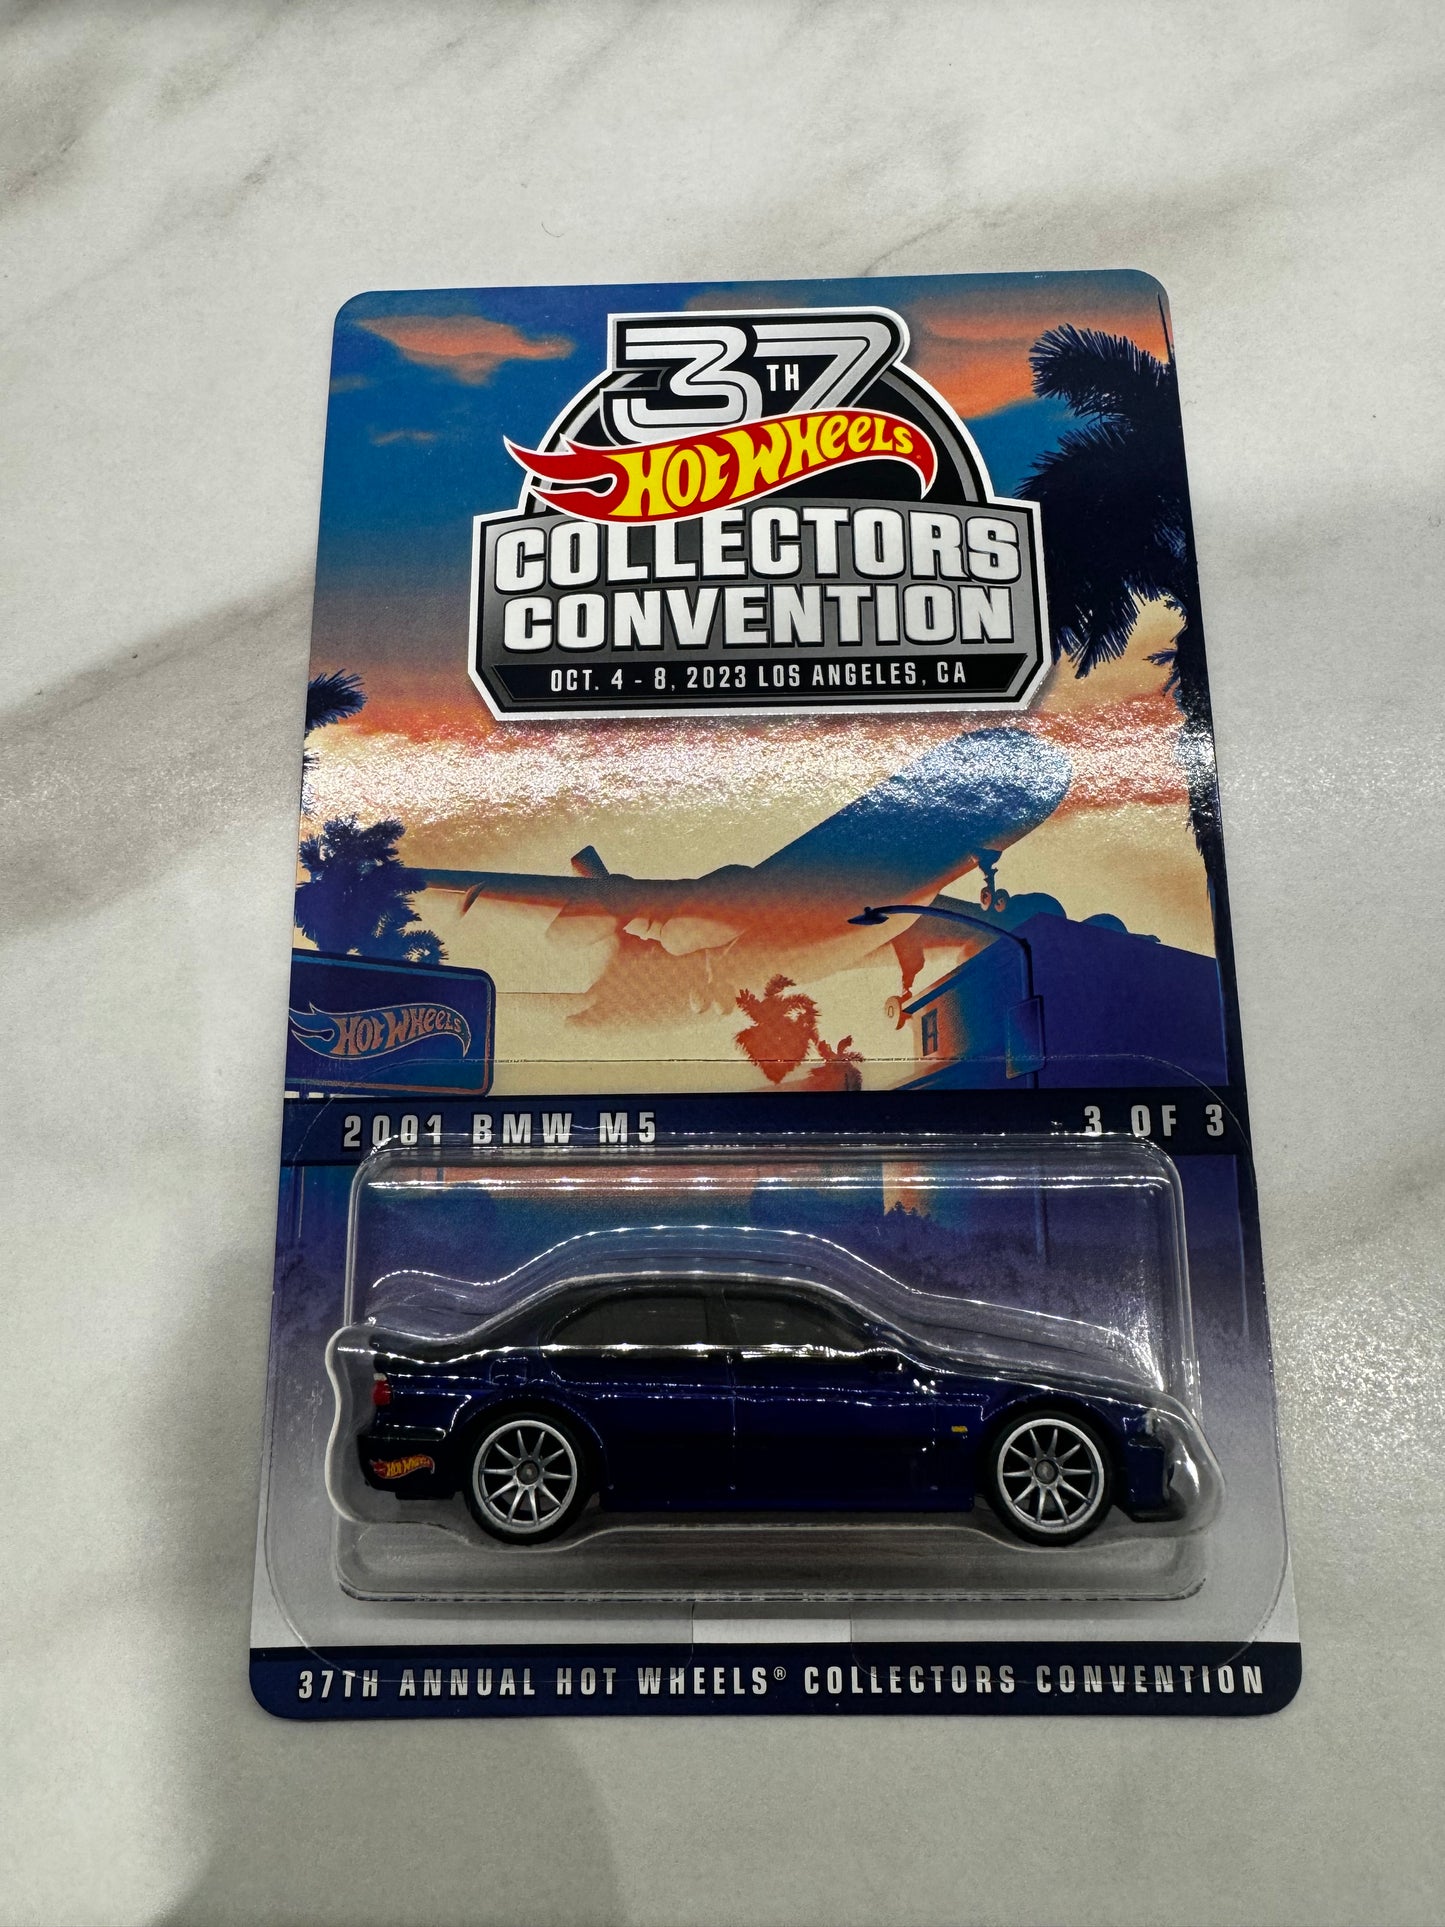 37TH
HOT WHEELS
COLLECTORS
CONVENTION
OCT. 4 - 8, 2023 LOS ANGELES, CA
HOT WHEELS
2001 BMW M5
3 OF 3
HOT WHEELS
37TH ANNUAL HOT WHEELS® COLLECTORS CONVENTION